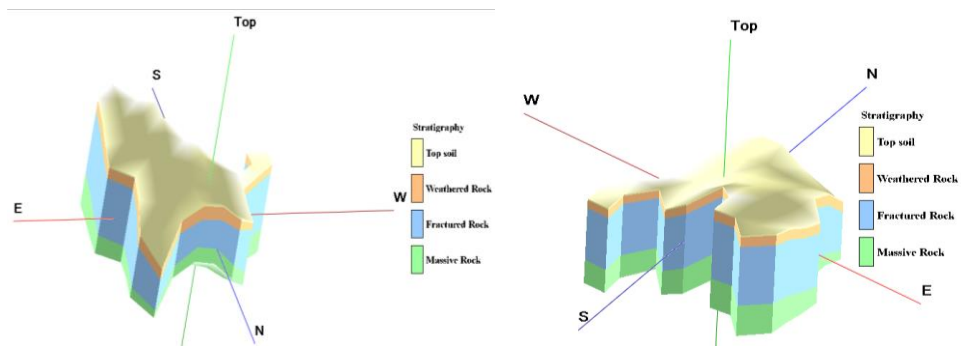 Top
S
E
W
N
Stratigraphy
Top soil
Weathered Rock
Fractured Rock
Massive Rock
Top
W
N
S
E
Stratigraphy
Top soil
Weathered Rock
Fractured Rock
Massive Rock